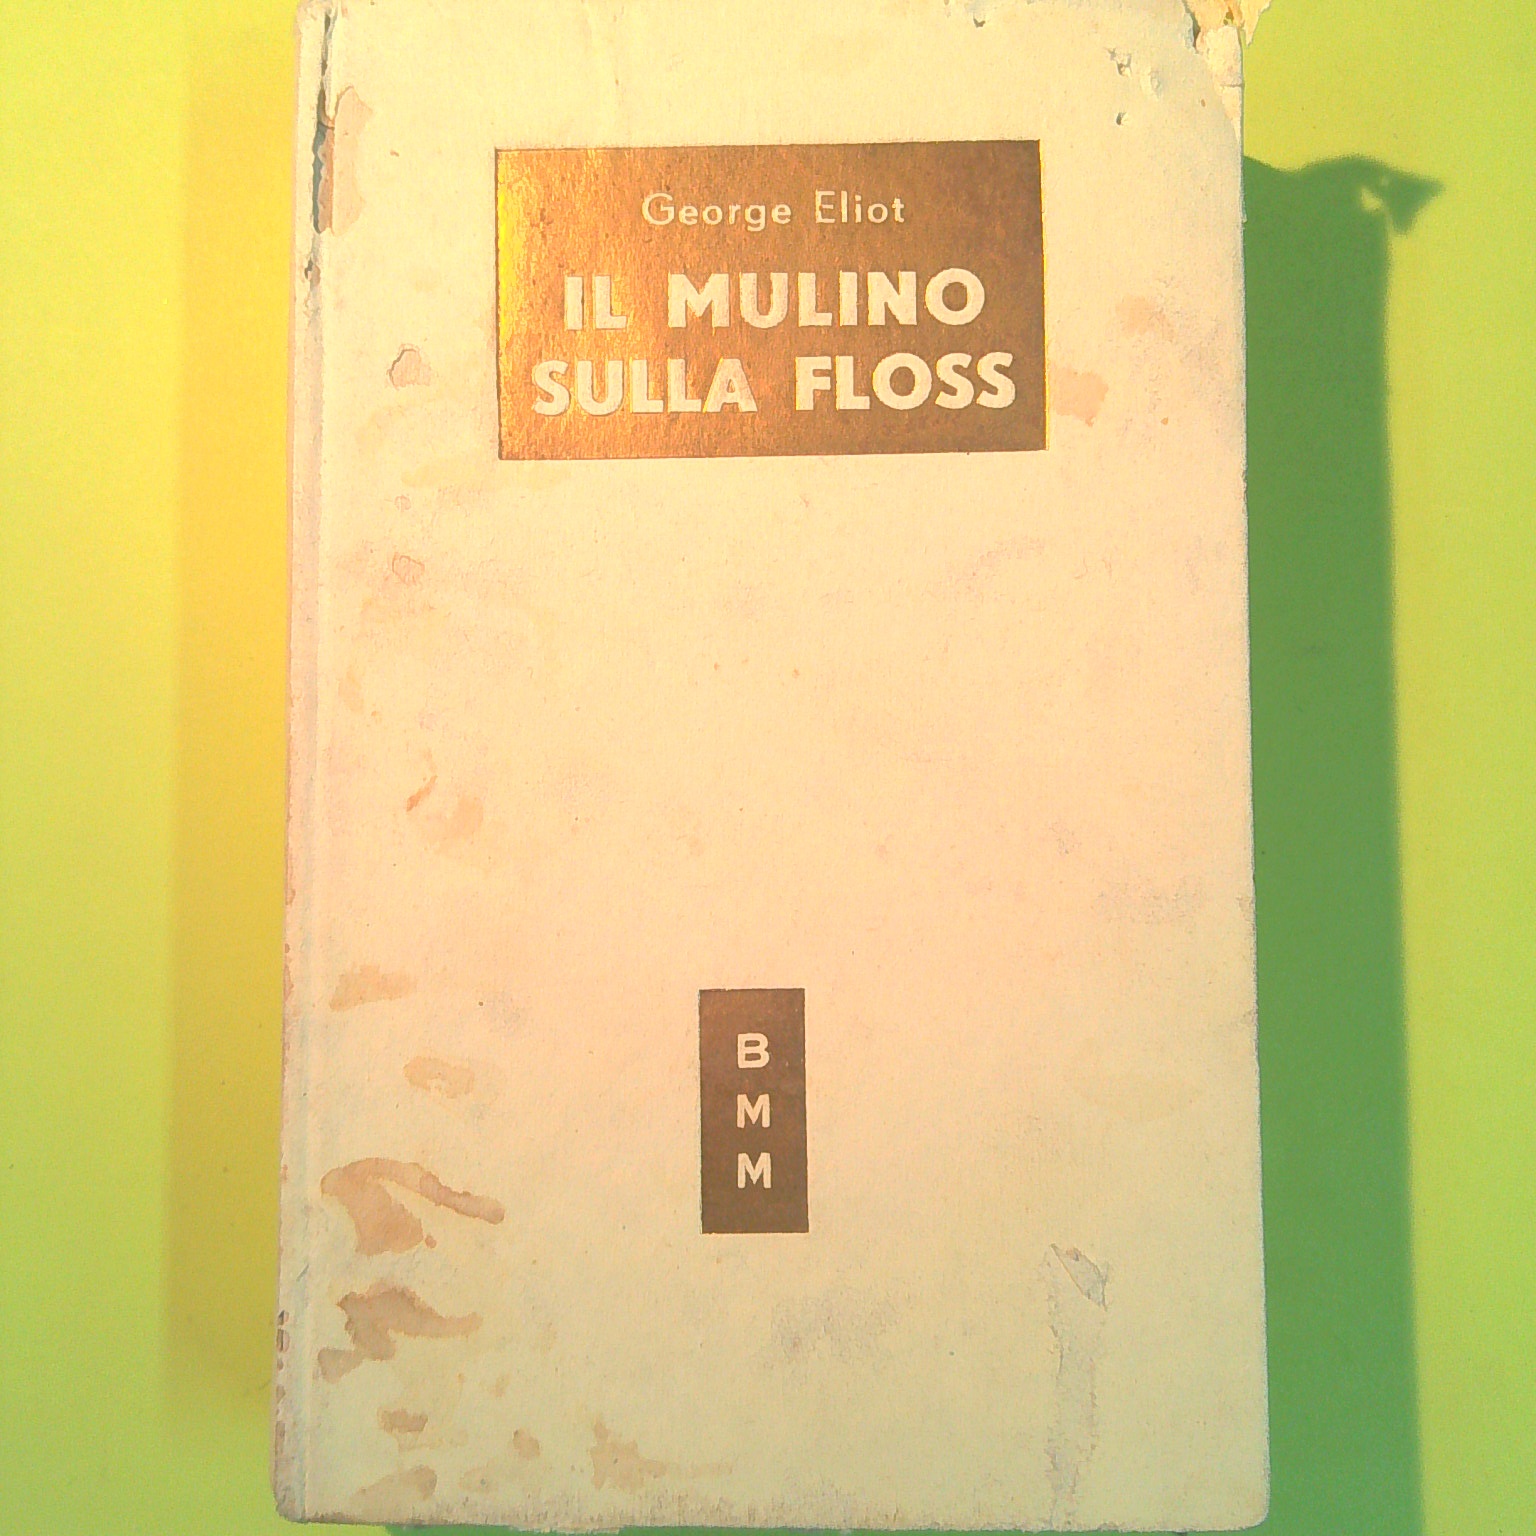 George Eliot
IL MULINO
SULLA FLOSS
B
M
M